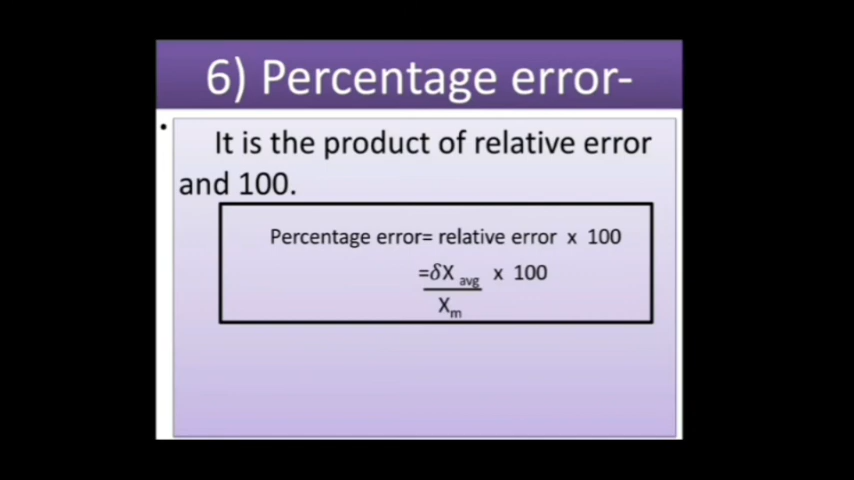 6) Percentage error-
• It is the product of relative error
and 100.
Percentage error= relative error x 100
=δX avg x 100
Xm